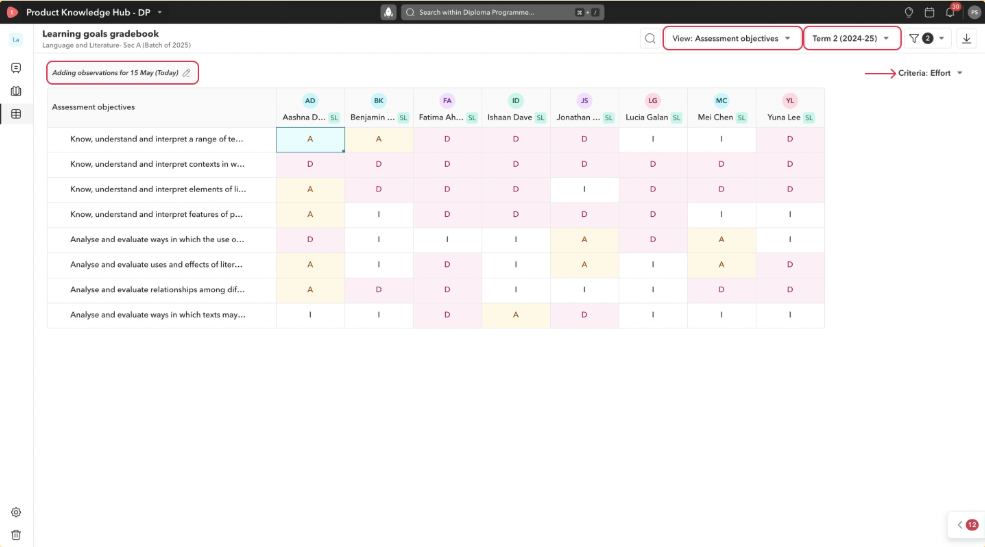 Product Knowledge Hub - DP
Search within Diploma Programme... ⌘ + /
30
PS
La
Learning goals gradebook
Language and Literature- Sec A (Batch of 2025)
View: Assessment objectives
Term 2 (2024-25)
2
Adding observations for 15 May (Today)
Criteria: Effort
Assessment objectives
AD BK FA ID JS LG MC YL
Aashna D... SL Benjamin ... SL Fatima Ah... SL Ishaan Dave SL Jonathan ... SL Lucia Galan SL Mei Chen SL Yuna Lee SL
Know, understand and interpret a range of te... A A D D D I I D
Know, understand and interpret contexts in w... D D D D D D D D
Know, understand and interpret elements of li... A D D D I D D D
Know, understand and interpret features of p... A I D D D D I I
Analyse and evaluate ways in which the use o... D I I I A D A I
Analyse and evaluate uses and effects of liter... A I D I A I A D
Analyse and evaluate relationships among dif... A D D I I I D D
Analyse and evaluate ways in which texts may... I I D A D I I I
12